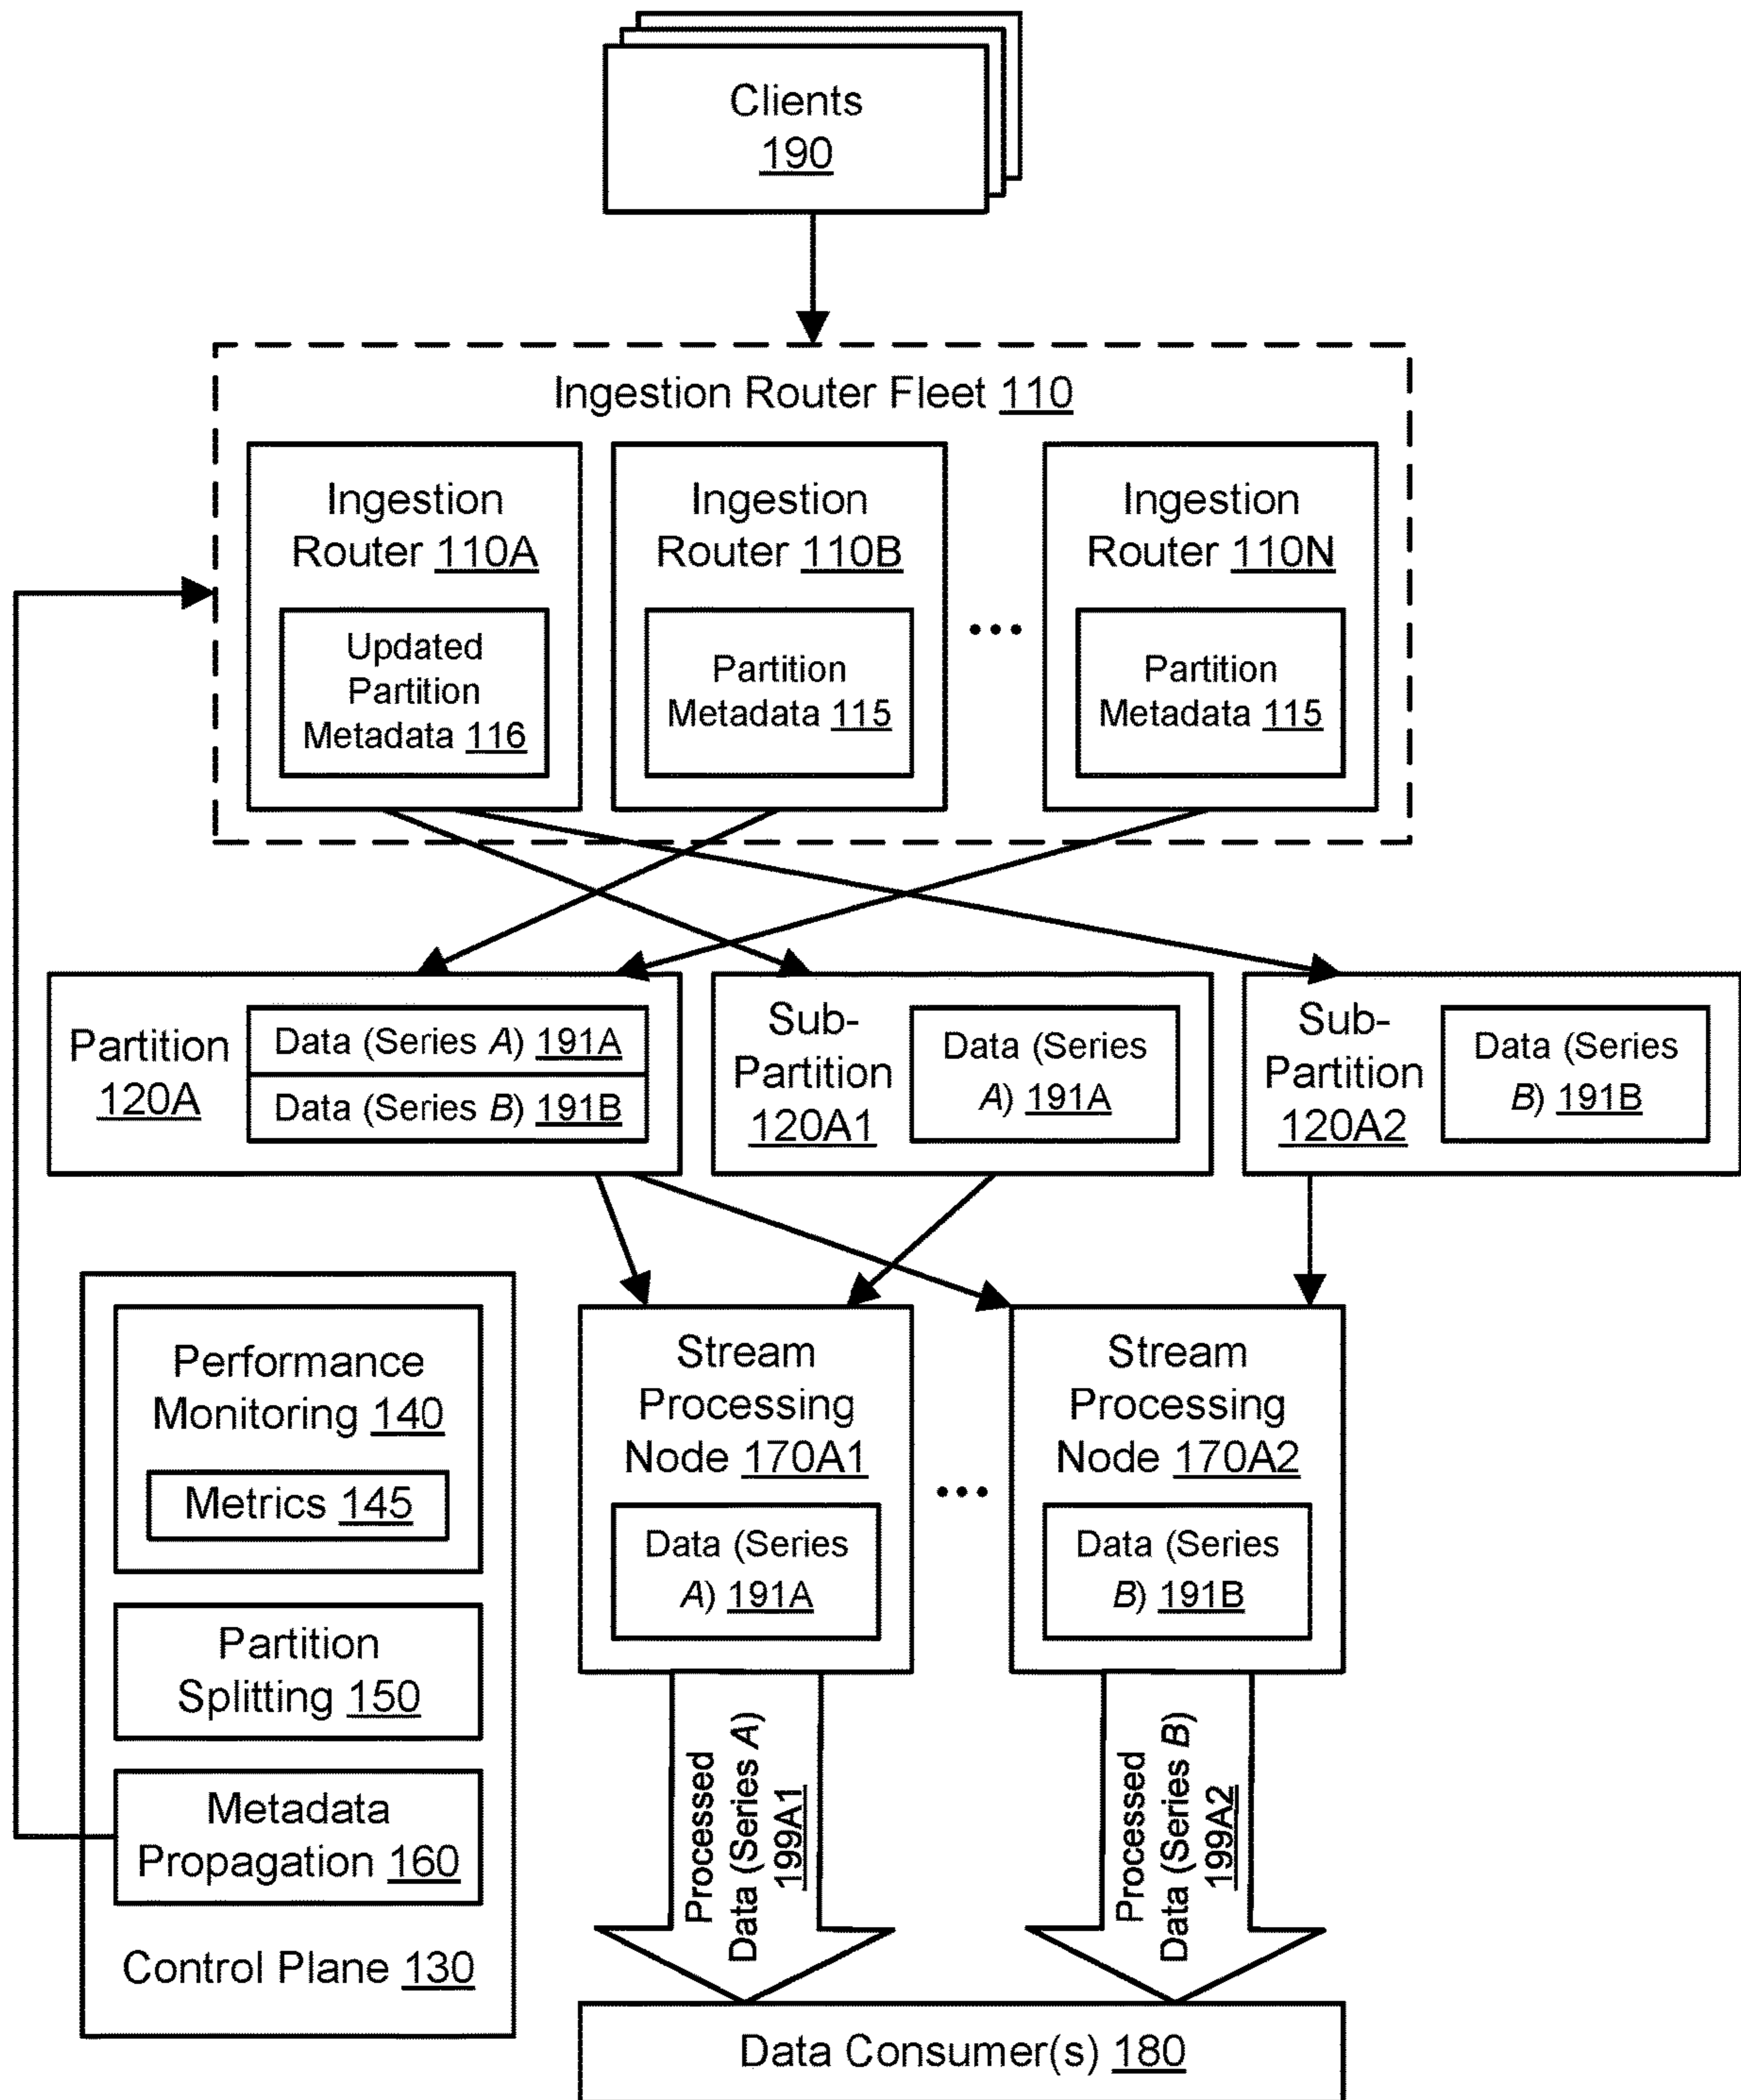 Clients
190
Ingestion Router Fleet 110
Ingestion
Router 110A
Updated
Partition
Metadata 116
Ingestion
Router 110B
Partition
Metadata 115
...
Ingestion
Router 110N
Partition
Metadata 115
Partition
120A
Data (Series A) 191A
Data (Series B) 191B
Sub-
Partition
120A1
Data (Series
A) 191A
Sub-
Partition
120A2
Data (Series
B) 191B
Performance
Monitoring 140
Metrics 145
Partition
Splitting 150
Metadata
Propagation 160
Control Plane 130
Stream
Processing
Node 170A1
Data (Series
A) 191A
...
Stream
Processing
Node 170A2
Data (Series
B) 191B
Processed
Data (Series A)
199A1
Processed
Data (Series B)
199A2
Data Consumer(s) 180